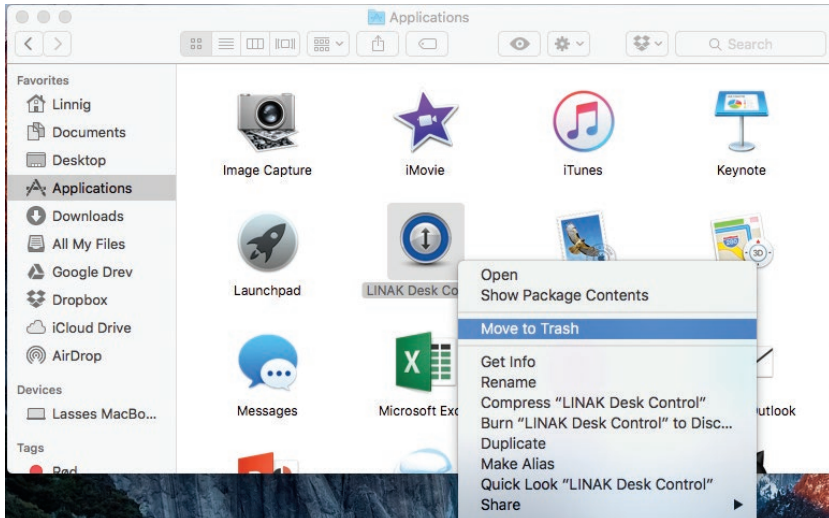 Applications
Search
Favorites
Linnig
Documents
Desktop
Applications
Downloads
All My Files
Google Drev
Dropbox
iCloud Drive
AirDrop
Devices
Lasses MacBo...
Tags
Rød
Image Capture
iMovie
iTunes
Keynote
Launchpad
LINAK Desk Co
3D
Messages
Microsoft Exc
utlook
Open
Show Package Contents
Move to Trash
Get Info
Rename
Compress “LINAK Desk Control”
Burn “LINAK Desk Control” to Disc...
Duplicate
Make Alias
Quick Look “LINAK Desk Control”
Share